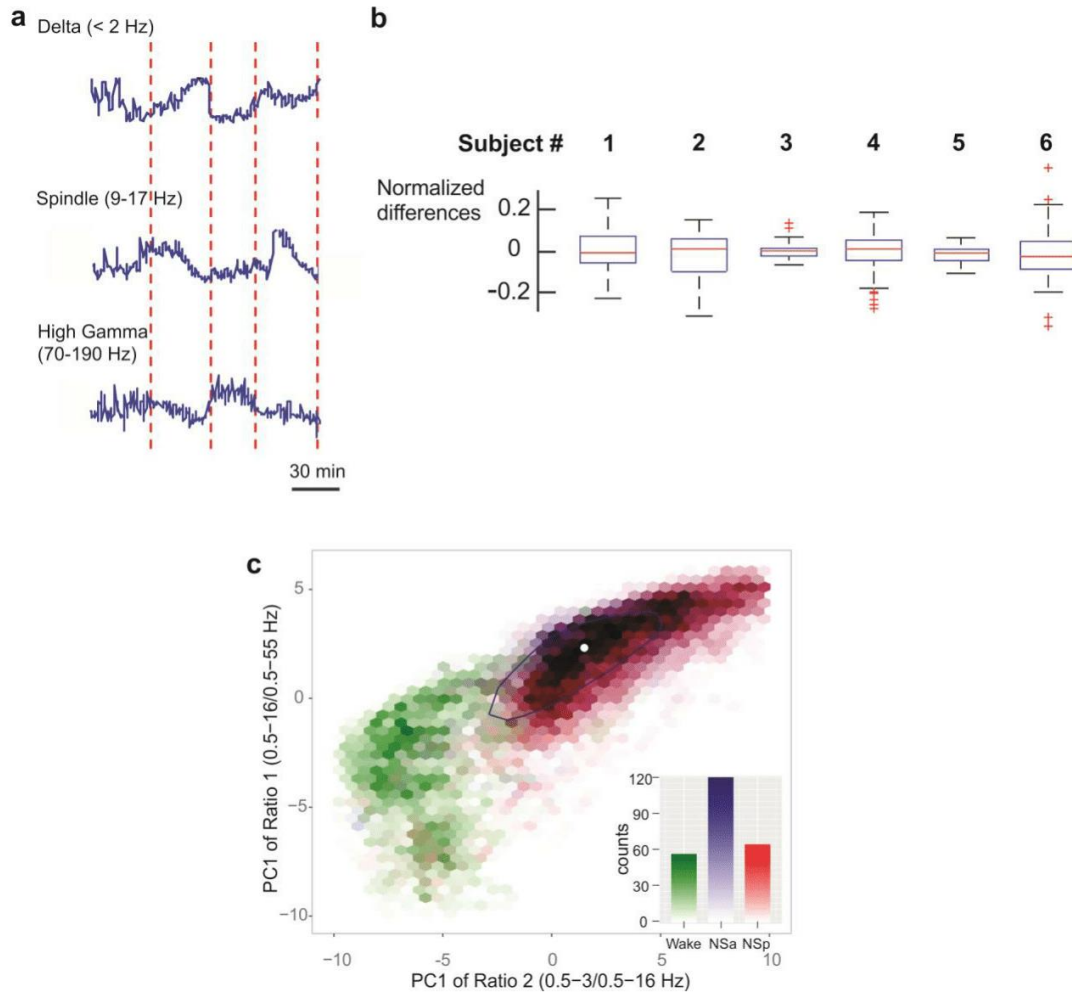 a
Delta (< 2 Hz)
Spindle (9-17 Hz)
High Gamma
(70-190 Hz)
30 min
b
Subject # 1 2 3 4 5 6
Normalized
differences
0.2
0
-0.2
c
PC1 of Ratio 1 (0.5−16/0.5−55 Hz)
5
0
−5
−10
−10 -5 0 5 10
PC1 of Ratio 2 (0.5−3/0.5−16 Hz)
counts
120
90
60
30
0
Wake NSa NSp